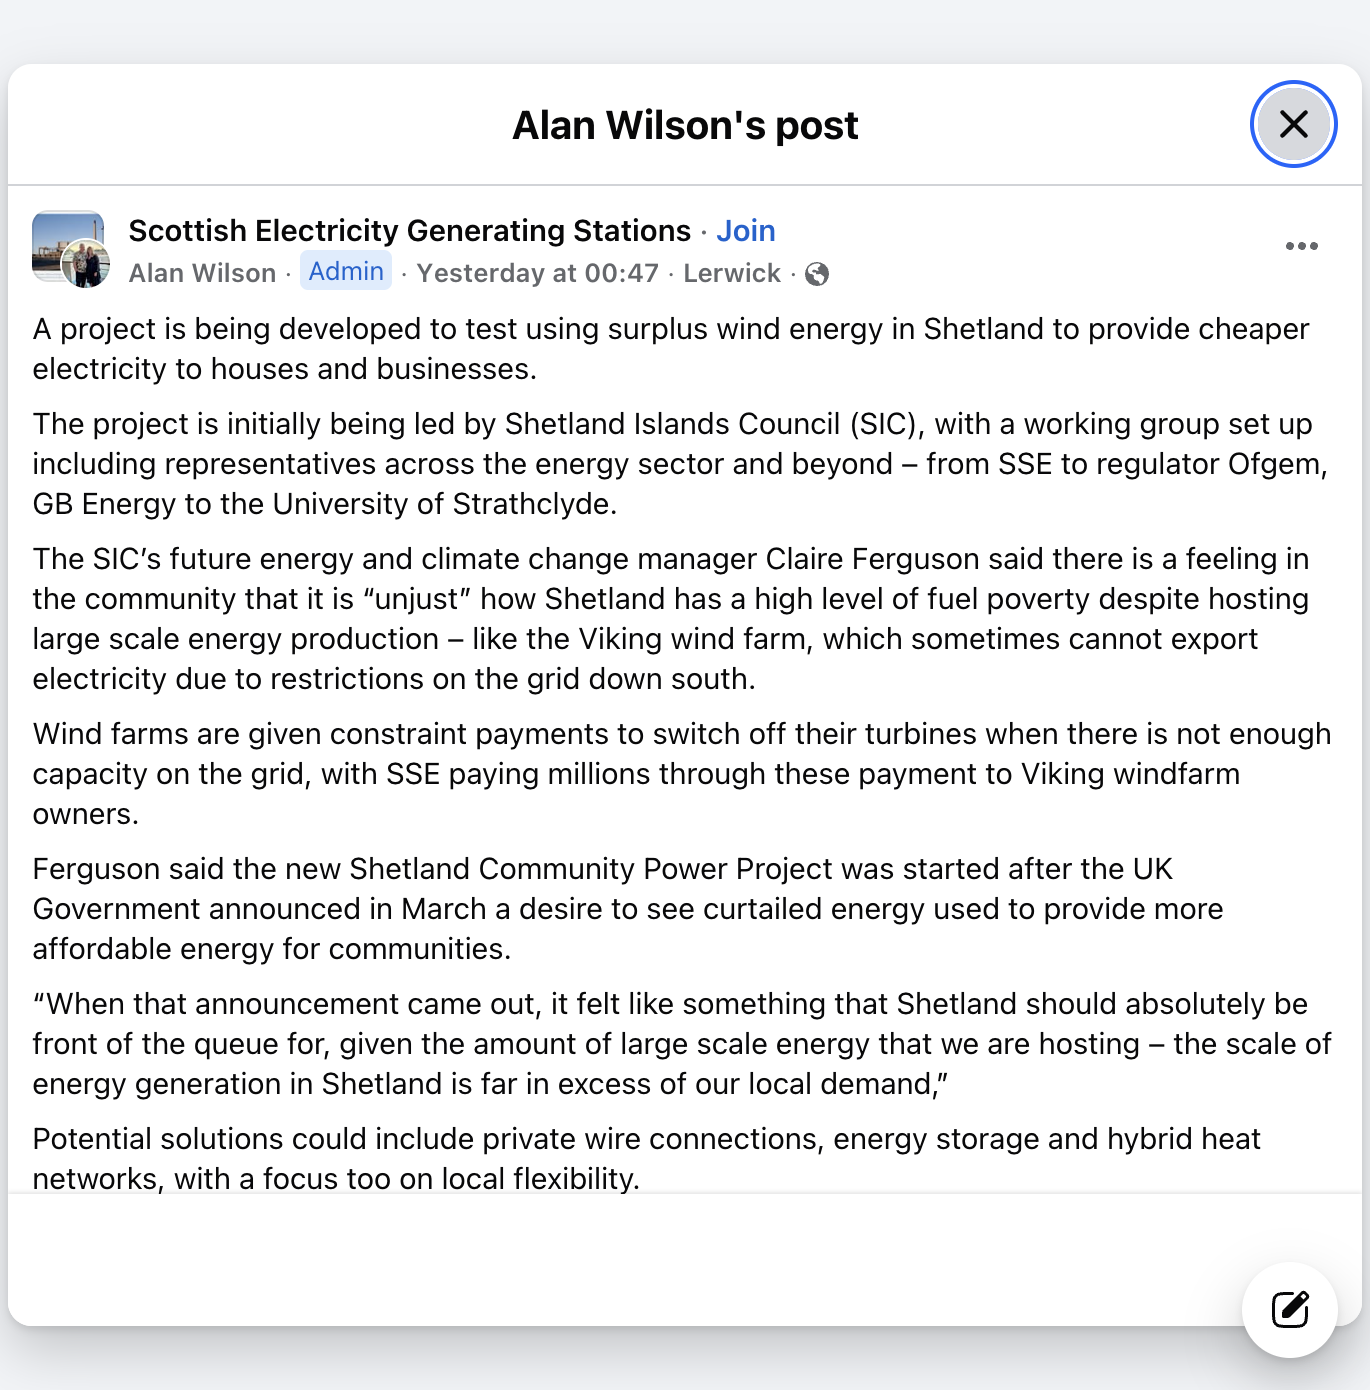 Alan Wilson's post
Scottish Electricity Generating Stations · Join
Alan Wilson · Admin · Yesterday at 00:47 · Lerwick ·
A project is being developed to test using surplus wind energy in Shetland to provide cheaper
electricity to houses and businesses.
The project is initially being led by Shetland Islands Council (SIC), with a working group set up
including representatives across the energy sector and beyond – from SSE to regulator Ofgem,
GB Energy to the University of Strathclyde.
The SIC’s future energy and climate change manager Claire Ferguson said there is a feeling in
the community that it is “unjust” how Shetland has a high level of fuel poverty despite hosting
large scale energy production – like the Viking wind farm, which sometimes cannot export
electricity due to restrictions on the grid down south.
Wind farms are given constraint payments to switch off their turbines when there is not enough
capacity on the grid, with SSE paying millions through these payment to Viking windfarm
owners.
Ferguson said the new Shetland Community Power Project was started after the UK
Government announced in March a desire to see curtailed energy used to provide more
affordable energy for communities.
“When that announcement came out, it felt like something that Shetland should absolutely be
front of the queue for, given the amount of large scale energy that we are hosting – the scale of
energy generation in Shetland is far in excess of our local demand,”
Potential solutions could include private wire connections, energy storage and hybrid heat
networks, with a focus too on local flexibility.